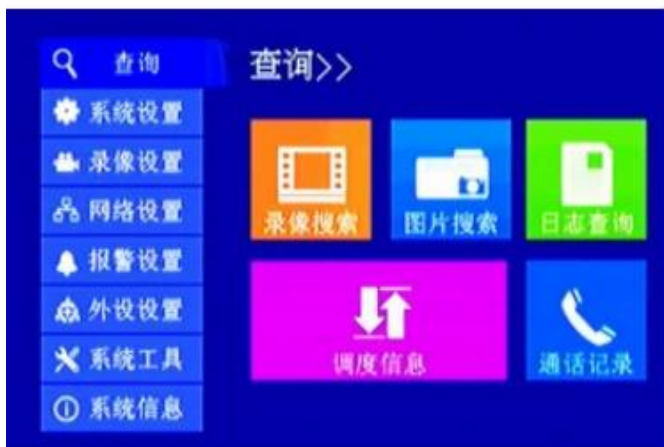 查询
系统设置
录像设置
网络设置
报警设置
外设设置
系统工具
系统信息
查询>>
录像搜索
图片搜索
日志查询
调度信息
通话记录